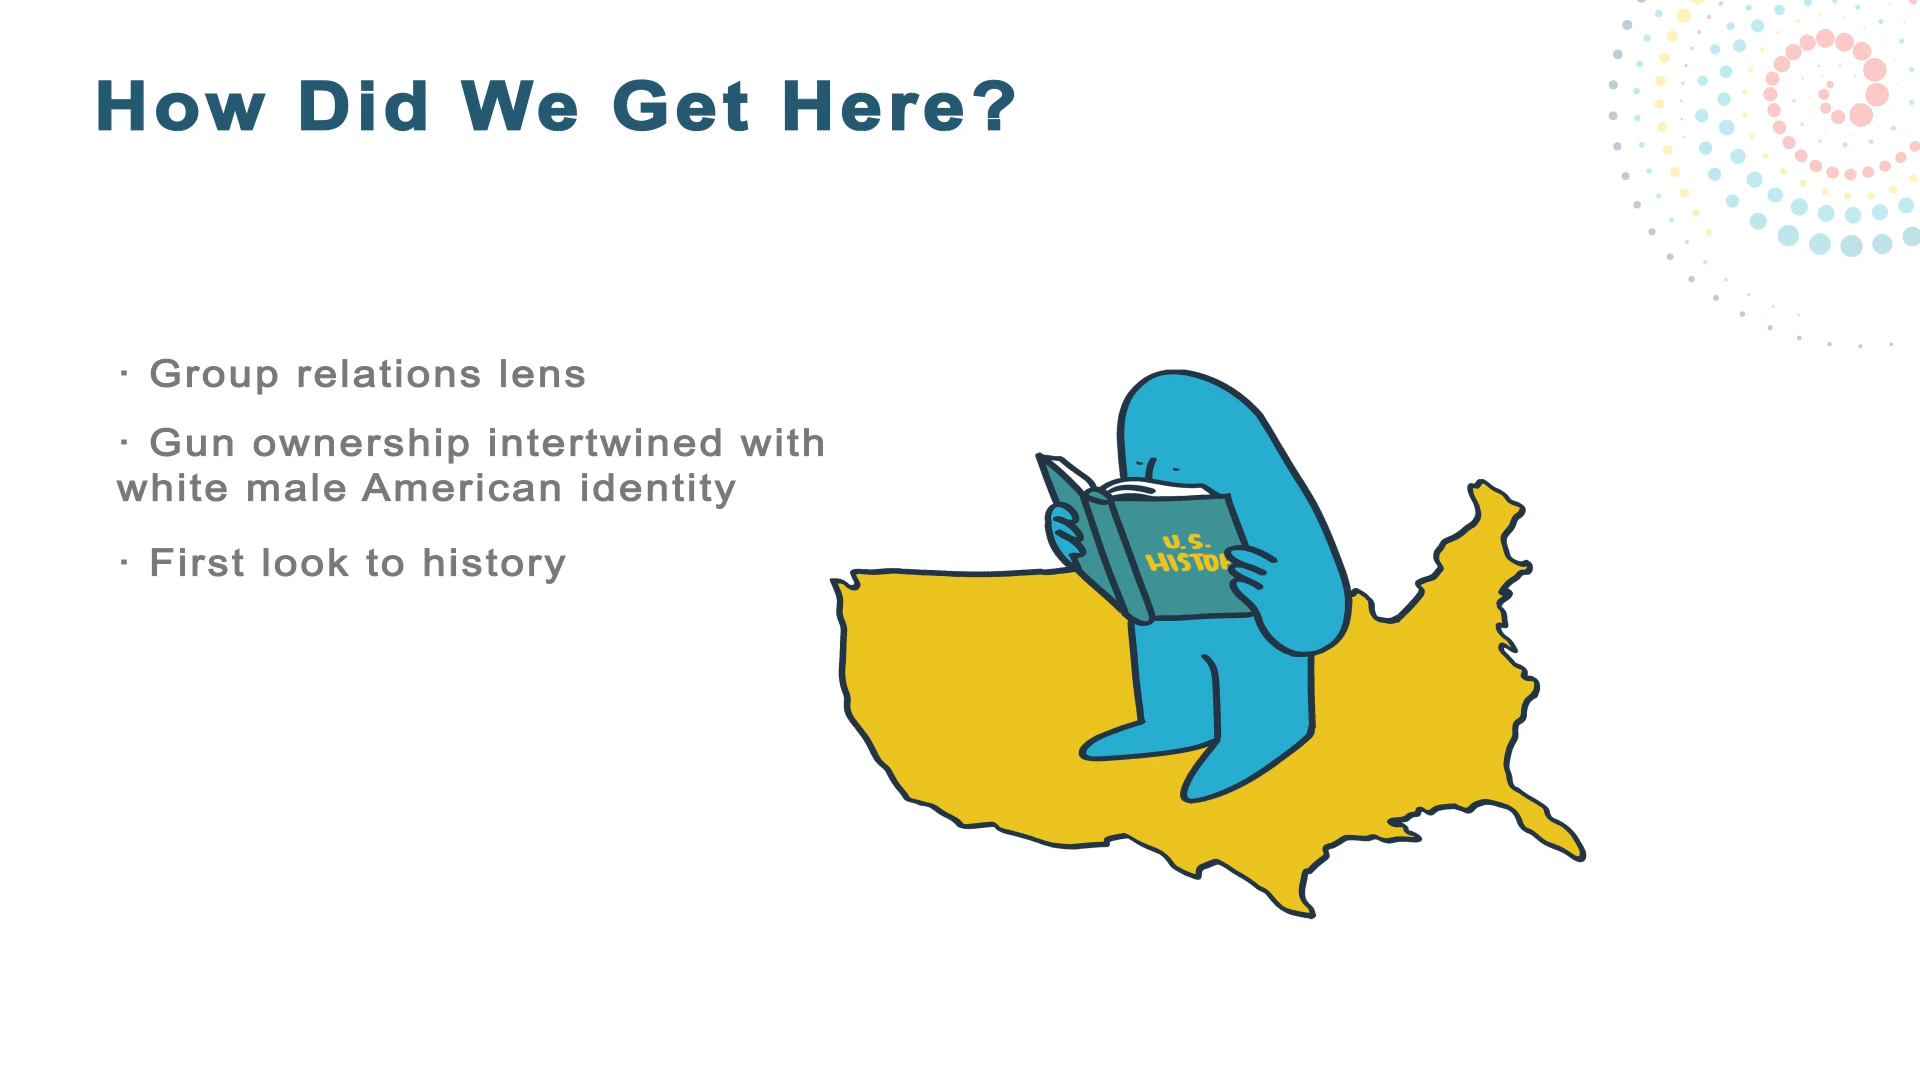 How Did We Get Here?
· Group relations lens
· Gun ownership intertwined with
white male American identity
· First look to history
U.S.
HISTOR